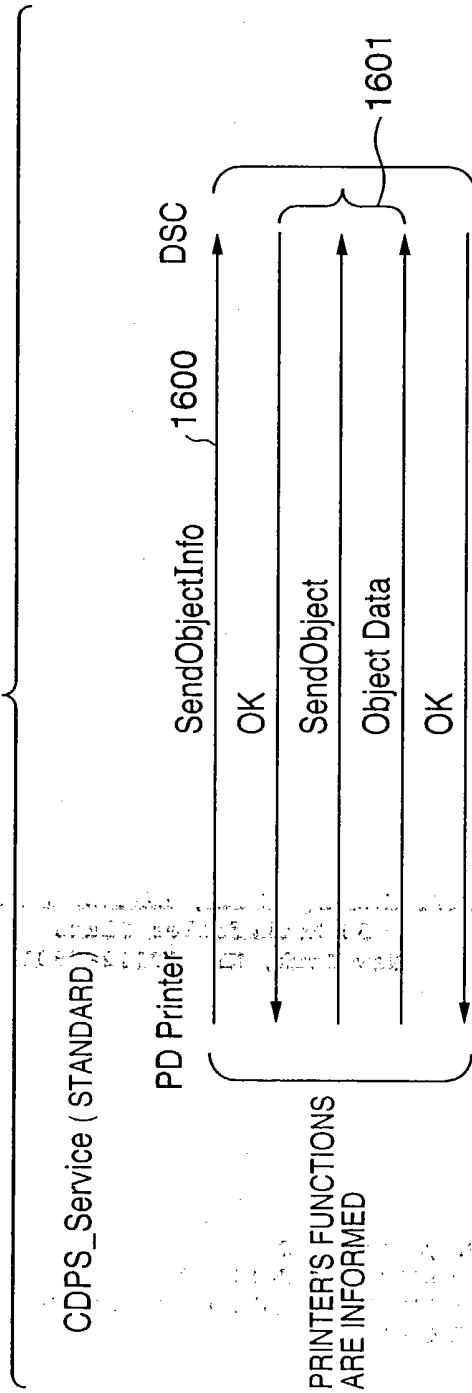 CDPS_Service ( STANDARD )
PD Printer
DSC
SendObjectInfo
1600
OK
SendObject
Object Data
OK
1601
PRINTER'S FUNCTIONS
ARE INFORMED